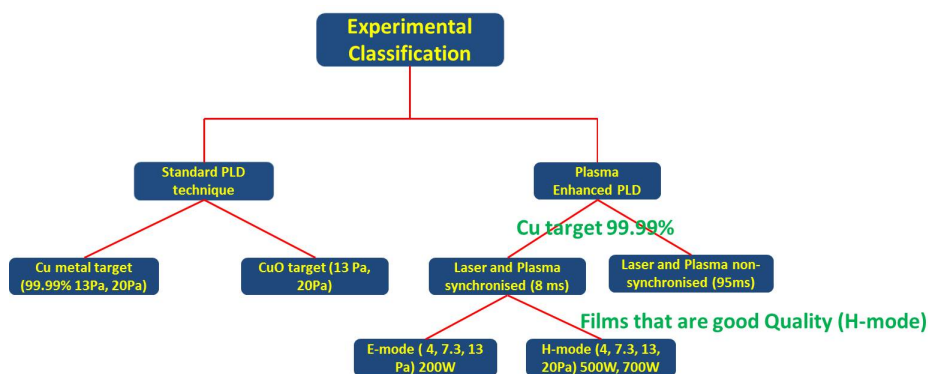 Experimental
Classification
Standard PLD
technique
Plasma
Enhanced PLD
Cu target 99.99%
Cu metal target
(99.99% 13Pa, 20Pa)
CuO target (13 Pa,
20Pa)
Laser and Plasma
synchronised (8 ms)
Laser and Plasma non-
synchronised (95ms)
Films that are good Quality (H-mode)
E-mode ( 4, 7.3, 13
Pa) 200W
H-mode (4, 7.3, 13,
20Pa) 500W, 700W